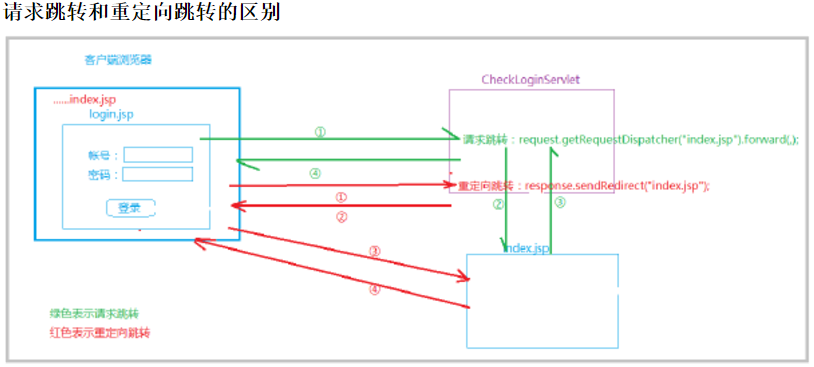 请求跳转和重定向跳转的区别
客户端浏览器
CheckLoginServlet
......index.jsp
login.jsp
①
请求跳转：request.getRequestDispatcher("index.jsp").forward(,);
帐号：
④
密码：
①
重定向跳转：response.sendRedirect("index.jsp");
登录
②
②
③
index.jsp
③
④
绿色表示请求跳转
红色表示重定向跳转